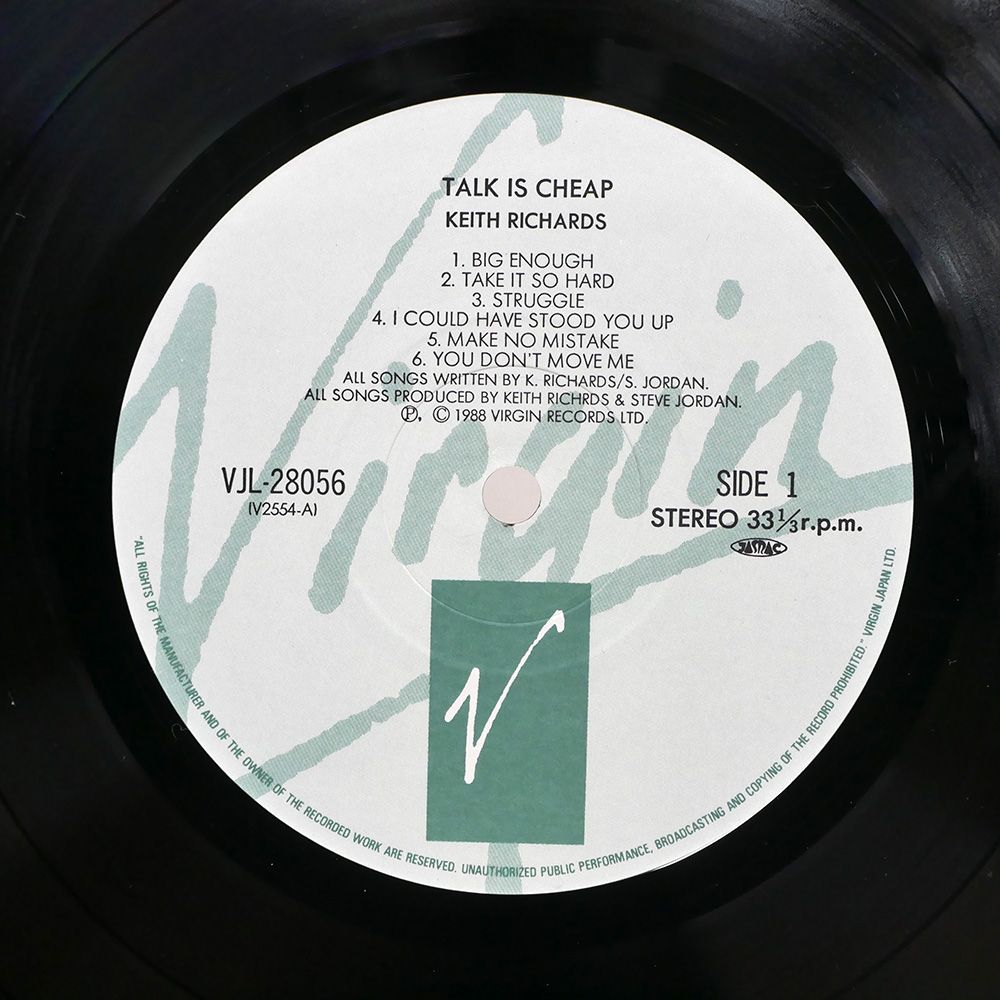 TALK IS CHEAP
KEITH RICHARDS
1. BIG ENOUGH
2. TAKE IT SO HARD
3. STRUGGLE
4. I COULD HAVE STOOD YOU UP
5. MAKE NO MISTAKE
6. YOU DON'T MOVE ME
ALL SONGS WRITTEN BY K. RICHARDS/S. JORDAN.
ALL SONGS PRODUCED BY KEITH RICHRDS & STEVE JORDAN.
℗, © 1988 VIRGIN RECORDS LTD.
VJL-28056
(V2554-A)
SIDE 1
STEREO 33 1/3 r.p.m.
JASRAC
Virgin
V
"ALL RIGHTS OF THE MANUFACTURER AND OF THE OWNER OF THE RECORDED WORK ARE RESERVED. UNAUTHORIZED PUBLIC PERFORMANCE, BROADCASTING AND COPYING OF THE RECORD PROHIBITED." VIRGIN JAPAN LTD.